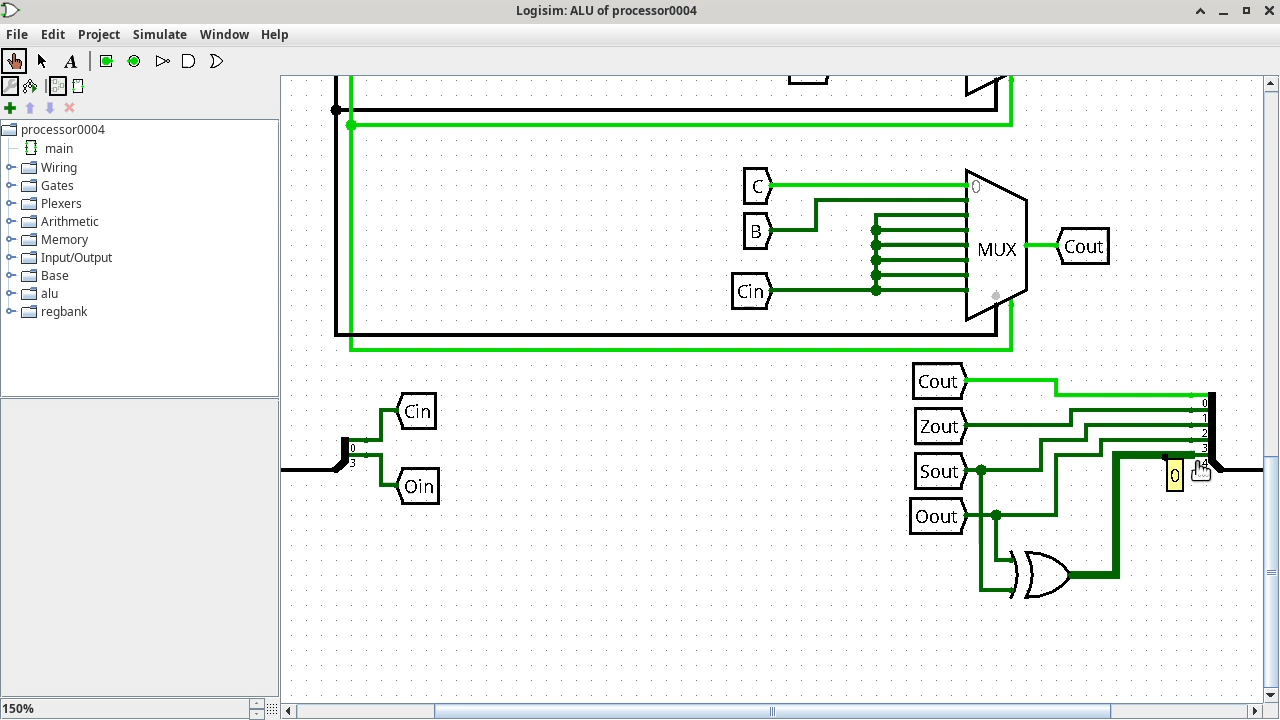 Logisim: ALU of processor0004
File Edit Project Simulate Window Help
A
processor0004
main
Wiring
Gates
Plexers
Arithmetic
Memory
Input/Output
Base
alu
regbank
150%
C
B
Cin
0
MUX
Cout
Cin
Oin
0
3
Cout
Zout
Sout
Oout
0
1
2
3
4
0